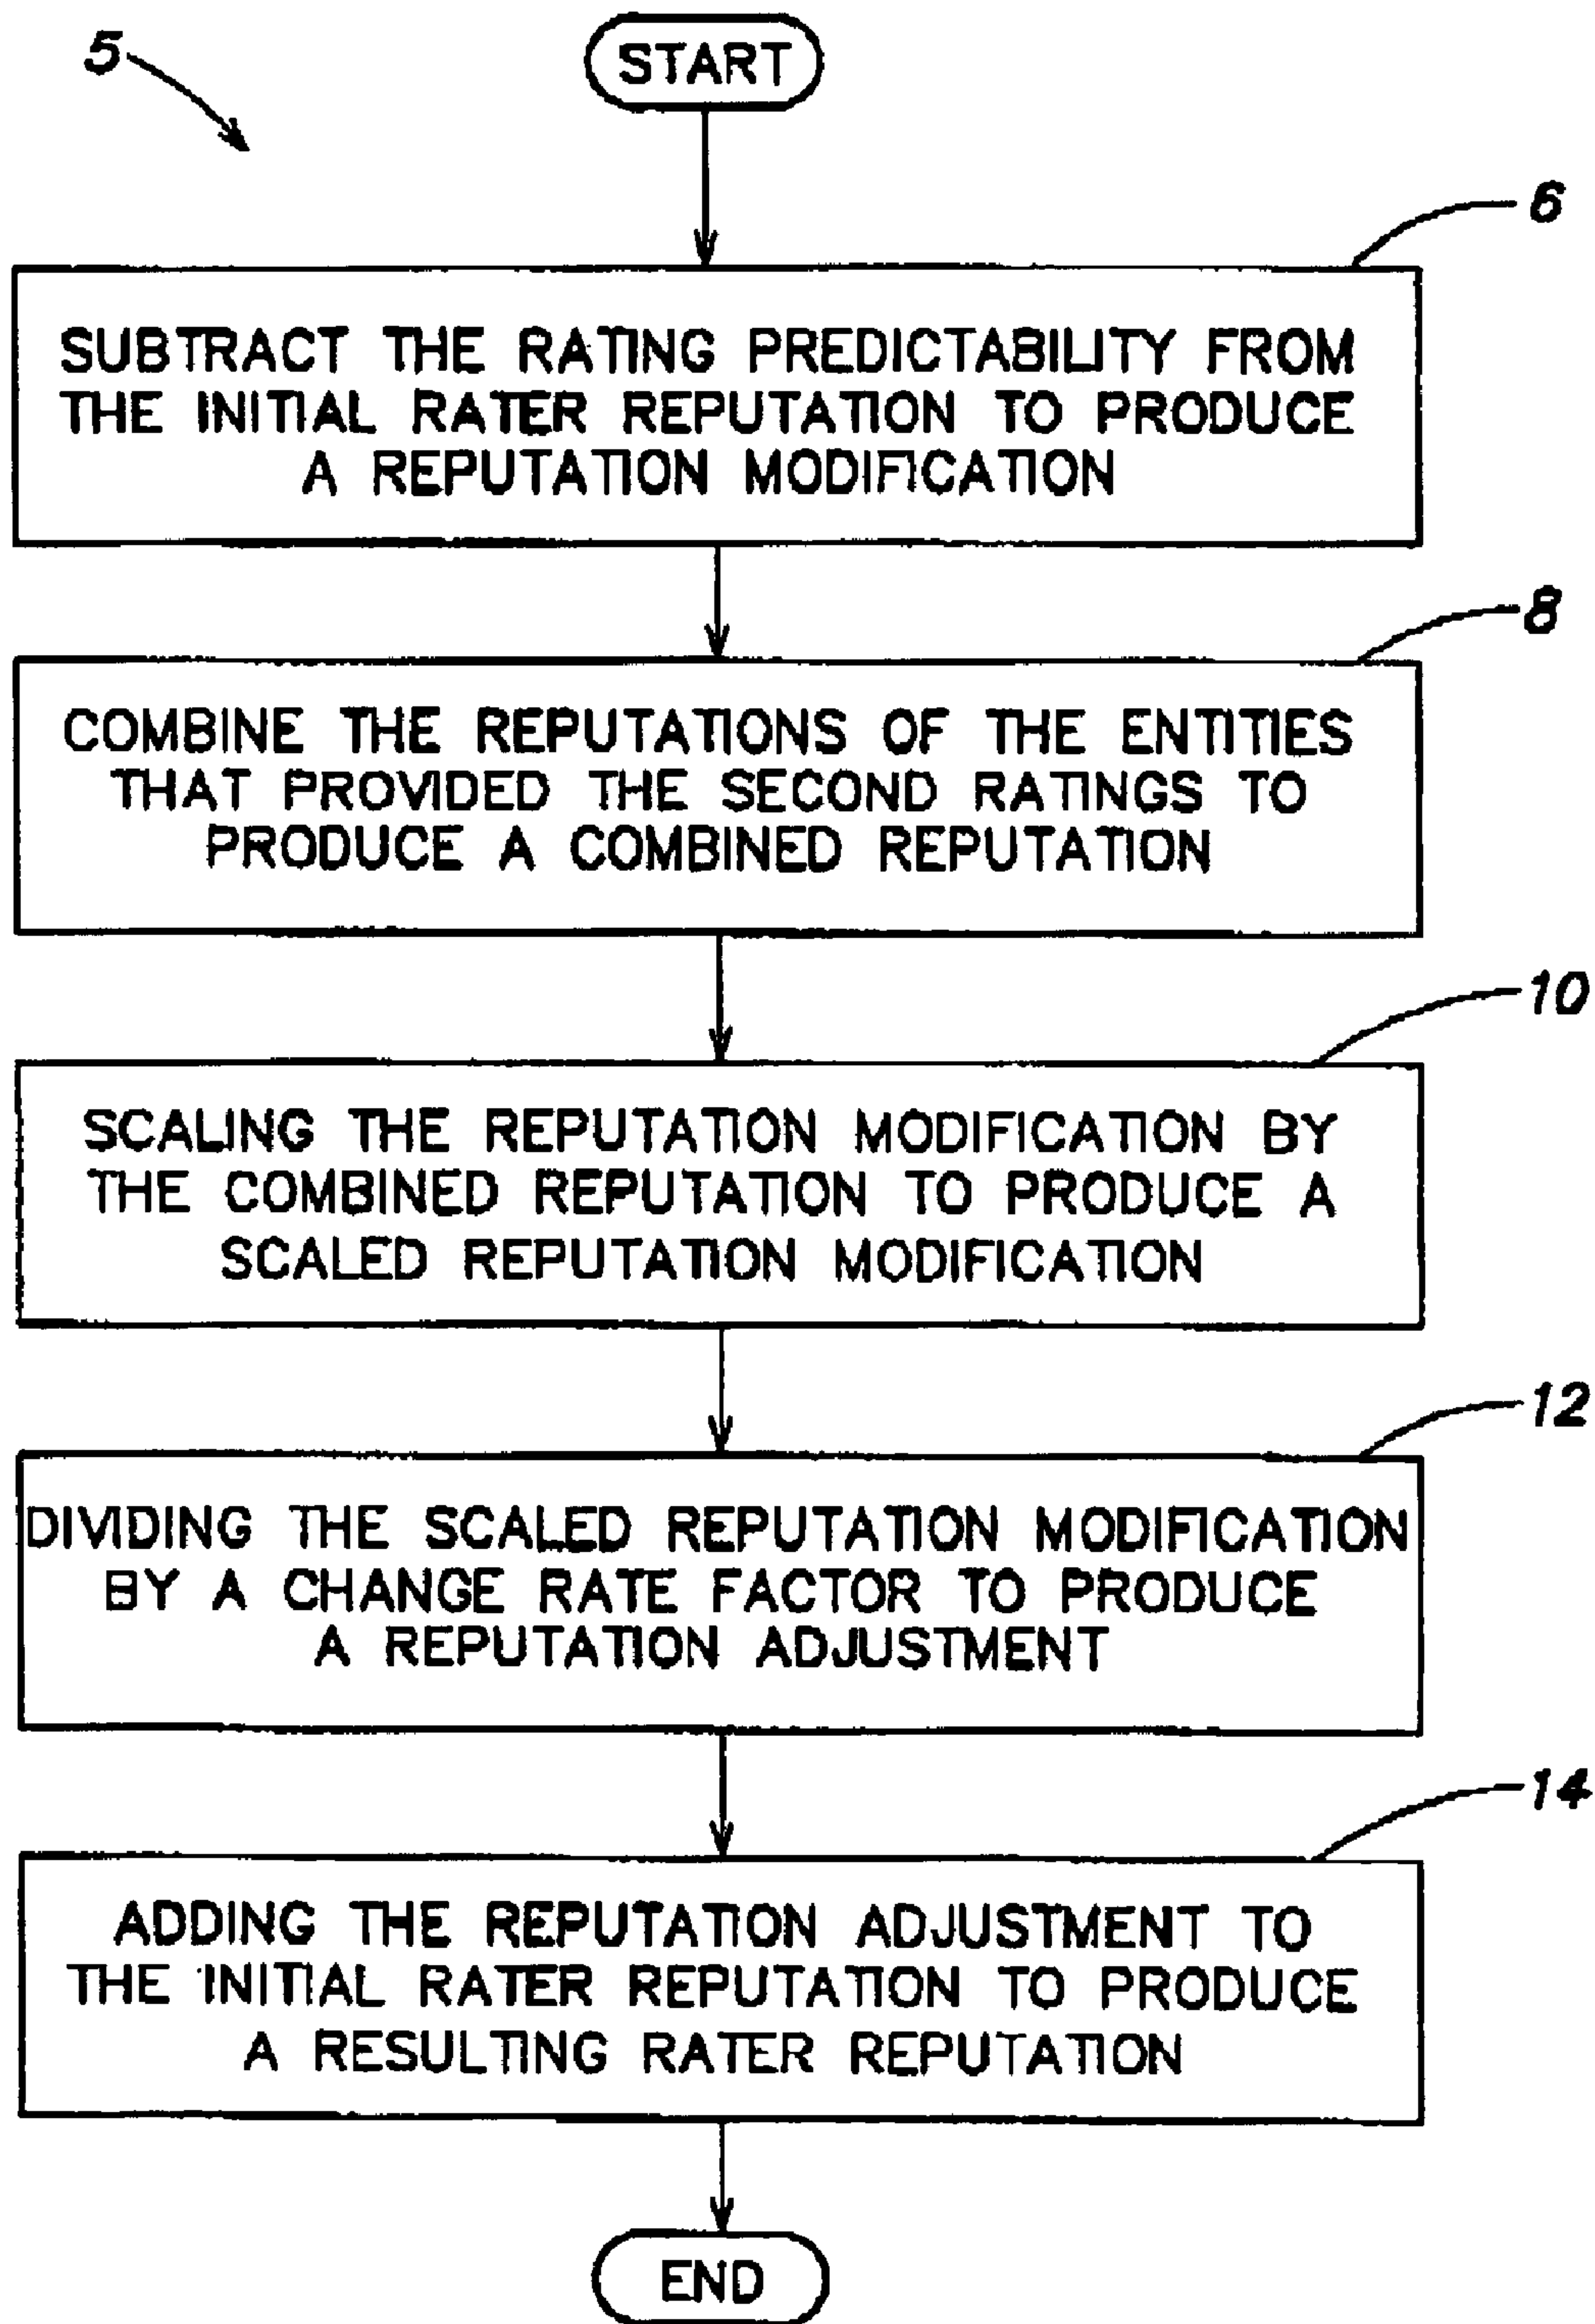 5
START
6
SUBTRACT THE RATING PREDICTABILITY FROM
THE INITIAL RATER REPUTATION TO PRODUCE
A REPUTATION MODIFICATION
8
COMBINE THE REPUTATIONS OF THE ENTITIES
THAT PROVIDED THE SECOND RATINGS TO
PRODUCE A COMBINED REPUTATION
10
SCALING THE REPUTATION MODIFICATION BY
THE COMBINED REPUTATION TO PRODUCE A
SCALED REPUTATION MODIFICATION
12
DIVIDING THE SCALED REPUTATION MODIFICATION
BY A CHANGE RATE FACTOR TO PRODUCE
A REPUTATION ADJUSTMENT
14
ADDING THE REPUTATION ADJUSTMENT TO
THE INITIAL RATER REPUTATION TO PRODUCE
A RESULTING RATER REPUTATION
END